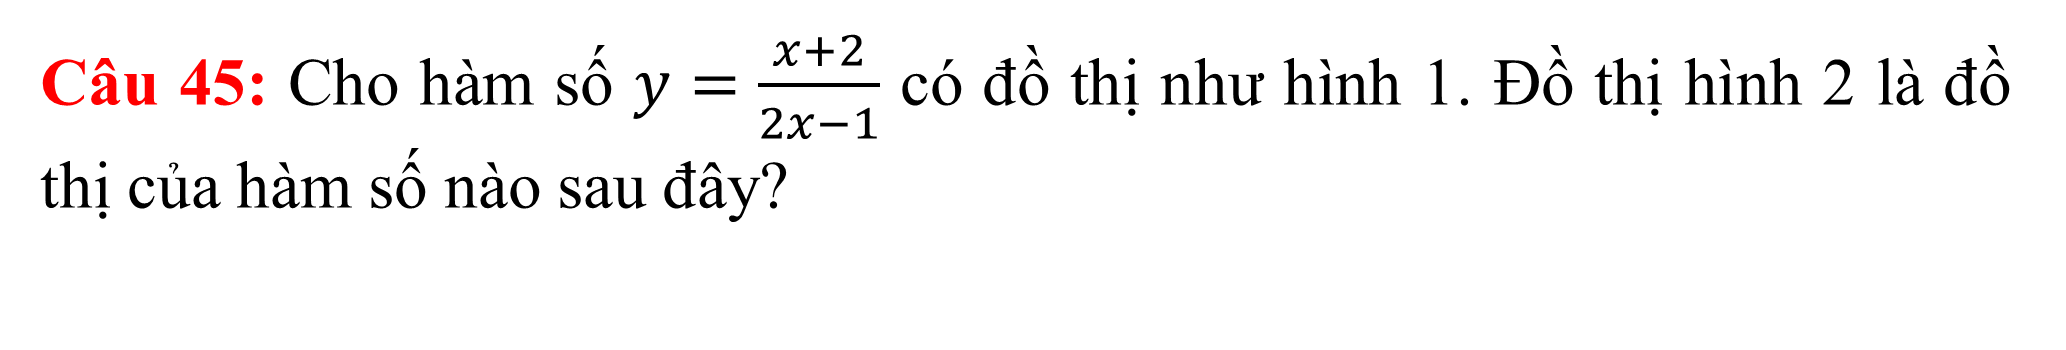 Câu 45: Cho hàm số y = \frac{x+2}{2x-1} có đồ thị như hình 1. Đồ thị hình 2 là đồ
thị của hàm số nào sau đây?